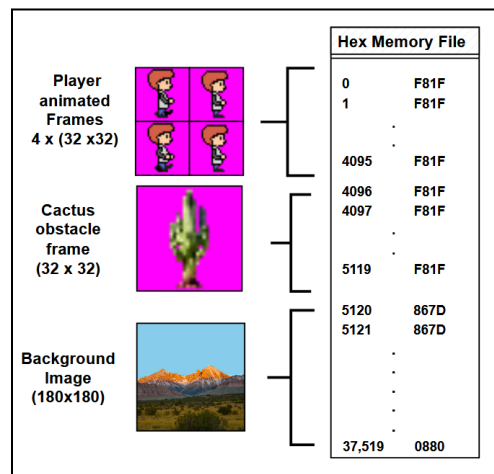 Hex Memory File
Player
animated
Frames
4 x (32 x32)
0 F81F
1 F81F
.
.
4095 F81F
Cactus
obstacle
frame
(32 x 32)
4096 F81F
4097 F81F
.
.
5119 F81F
Background
Image
(180x180)
5120 867D
5121 867D
.
.
.
.
.
37,519 0880